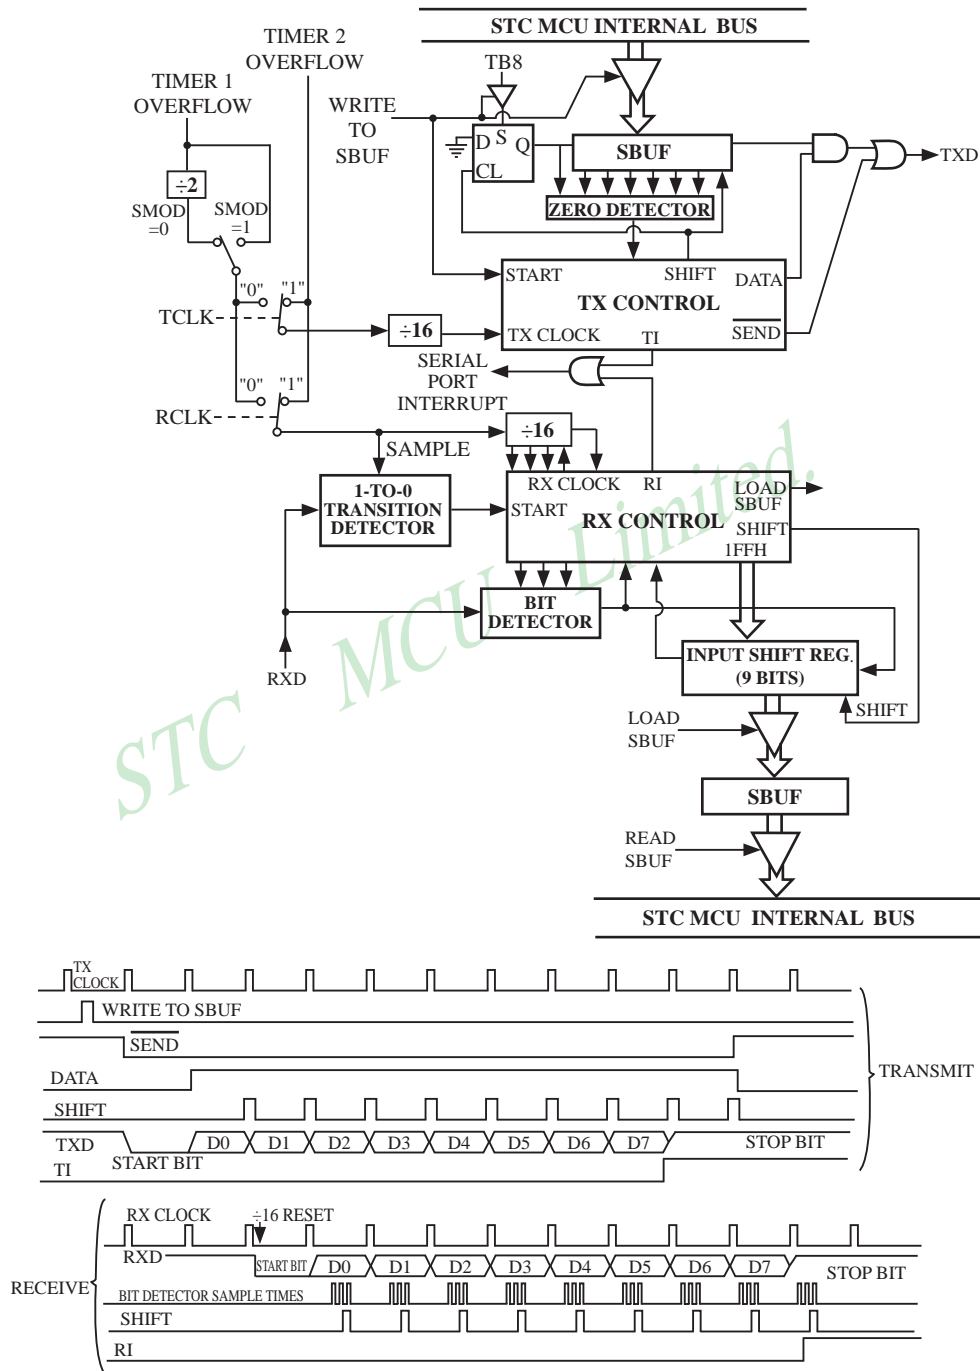 STC MCU INTERNAL BUS
TIMER 2
OVERFLOW
TIMER 1
OVERFLOW
TB8
WRITE
TO
SBUF
D S Q
CL
SBUF
TXD
÷2
ZERO DETECTOR
SMOD
=0
SMOD
=1
START
SHIFT
DATA
TX CONTROL
"0" "1"
TCLK
÷16
TX CLOCK
TI
SEND
SERIAL
PORT
INTERRUPT
"0" "1"
RCLK
SAMPLE
÷16
RX CLOCK
RI
LOAD
SBUF
1-TO-0
TRANSITION
DETECTOR
START
RX CONTROL
SHIFT
1FFH
BIT
DETECTOR
RXD
INPUT SHIFT REG.
(9 BITS)
SHIFT
LOAD
SBUF
SBUF
READ
SBUF
STC MCU INTERNAL BUS
STC MCU Limited.
TX
CLOCK
WRITE TO SBUF
SEND
DATA
TRANSMIT
SHIFT
TXD
START BIT
D0 D1 D2 D3 D4 D5 D6 D7
STOP BIT
TI
RX CLOCK
÷16 RESET
RXD
START BIT
D0 D1 D2 D3 D4 D5 D6 D7
STOP BIT
RECEIVE
BIT DETECTOR SAMPLE TIMES
SHIFT
RI